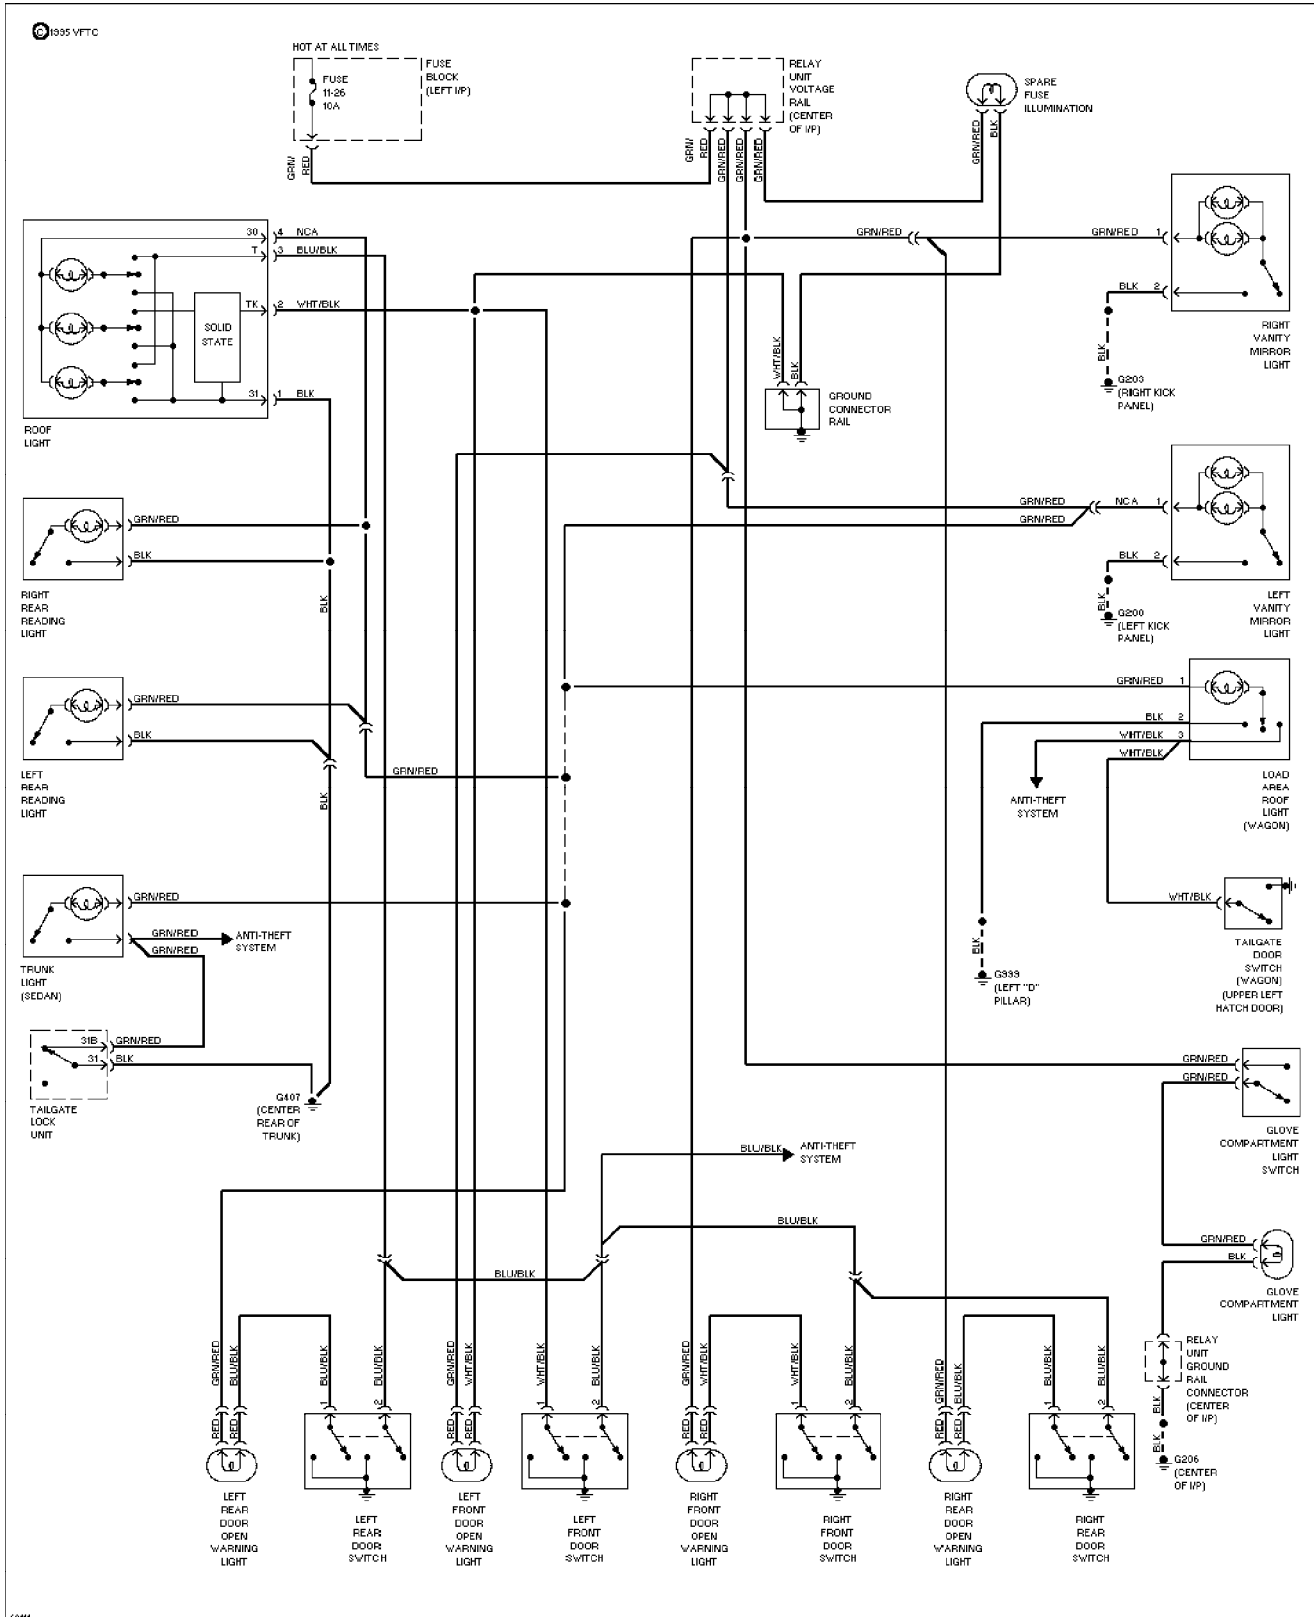 © 1995 VFTC
HOT AT ALL TIMES
FUSE
11-26
10A
FUSE
BLOCK
(LEFT I/P)
GRN/
RED
RELAY
UNIT
VOLTAGE
RAIL
(CENTER
OF I/P)
GRN/
RED
GRN/RED
GRN/RED
GRN/RED
SPARE
FUSE
ILLUMINATION
GRN/RED
BLK
30
4
NCA
T
3
BLU/BLK
TK
2
WHT/BLK
31
1
BLK
SOLID
STATE
ROOF
LIGHT
GRN/RED
GRN/RED
1
BLK
2
BLK
G203
(RIGHT KICK
PANEL)
RIGHT
VANITY
MIRROR
LIGHT
WHT/BLK
BLK
GROUND
CONNECTOR
RAIL
GRN/RED
GRN/RED
NCA
1
BLK
2
BLK
G200
(LEFT KICK
PANEL)
LEFT
VANITY
MIRROR
LIGHT
GRN/RED
BLK
RIGHT
REAR
READING
LIGHT
BLK
GRN/RED
BLK
LEFT
REAR
READING
LIGHT
BLK
GRN/RED
GRN/RED
1
BLK
2
WHT/BLK
3
WHT/BLK
ANTI-THEFT
SYSTEM
LOAD
AREA
ROOF
LIGHT
(WAGON)
GRN/RED
GRN/RED
GRN/RED
ANTI-THEFT
SYSTEM
TRUNK
LIGHT
(SEDAN)
WHT/BLK
TAILGATE
DOOR
SWITCH
(WAGON)
(UPPER LEFT
HATCH DOOR)
BLK
G999
(LEFT "D"
PILLAR)
31B
GRN/RED
31
BLK
TAILGATE
LOCK
UNIT
G407
(CENTER
REAR OF
TRUNK)
GRN/RED
GRN/RED
GLOVE
COMPARTMENT
LIGHT
SWITCH
BLU/BLK
ANTI-THEFT
SYSTEM
BLU/BLK
BLU/BLK
GRN/RED
BLK
GLOVE
COMPARTMENT
LIGHT
RELAY
UNIT
GROUND
RAIL
CONNECTOR
(CENTER
OF I/P)
BLK
BLK
G206
(CENTER
OF I/P)
GRN/RED
BLU/BLK
BLU/BLK
BLU/BLK
GRN/RED
WHT/BLK
WHT/BLK
BLU/BLK
GRN/RED
BLU/BLK
WHT/BLK
BLU/BLK
GRN/RED
BLU/BLK
BLU/BLK
BLU/BLK
1
2
1
2
1
2
1
2
RED
RED
RED
RED
RED
RED
RED
RED
LEFT
REAR
DOOR
OPEN
WARNING
LIGHT
LEFT
REAR
DOOR
SWITCH
LEFT
FRONT
DOOR
OPEN
WARNING
LIGHT
LEFT
FRONT
DOOR
SWITCH
RIGHT
FRONT
DOOR
OPEN
WARNING
LIGHT
RIGHT
FRONT
DOOR
SWITCH
RIGHT
REAR
DOOR
OPEN
WARNING
LIGHT
RIGHT
REAR
DOOR
SWITCH